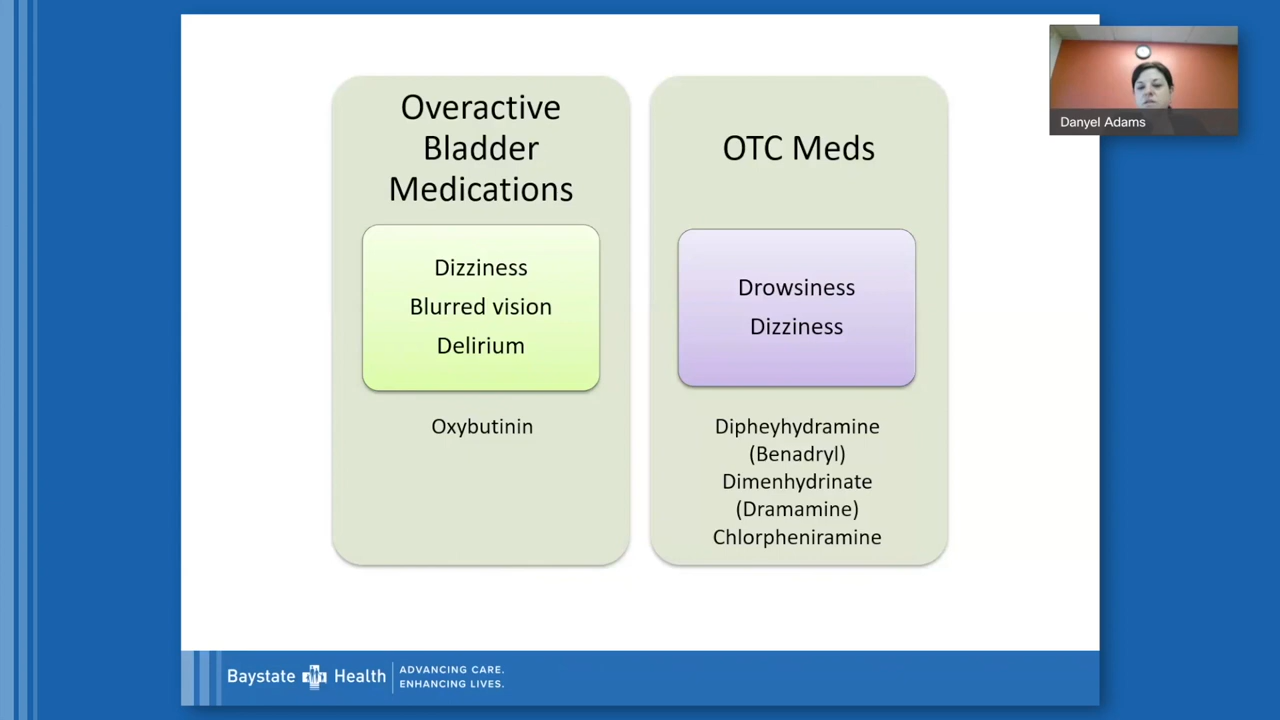 Overactive
Bladder
Medications
Dizziness
Blurred vision
Delirium
Oxybutinin
OTC Meds
Drowsiness
Dizziness
Dipheyhydramine
(Benadryl)
Dimenhydrinate
(Dramamine)
Chlorpheniramine
Danyel Adams
Baystate Health
ADVANCING CARE.
ENHANCING LIVES.